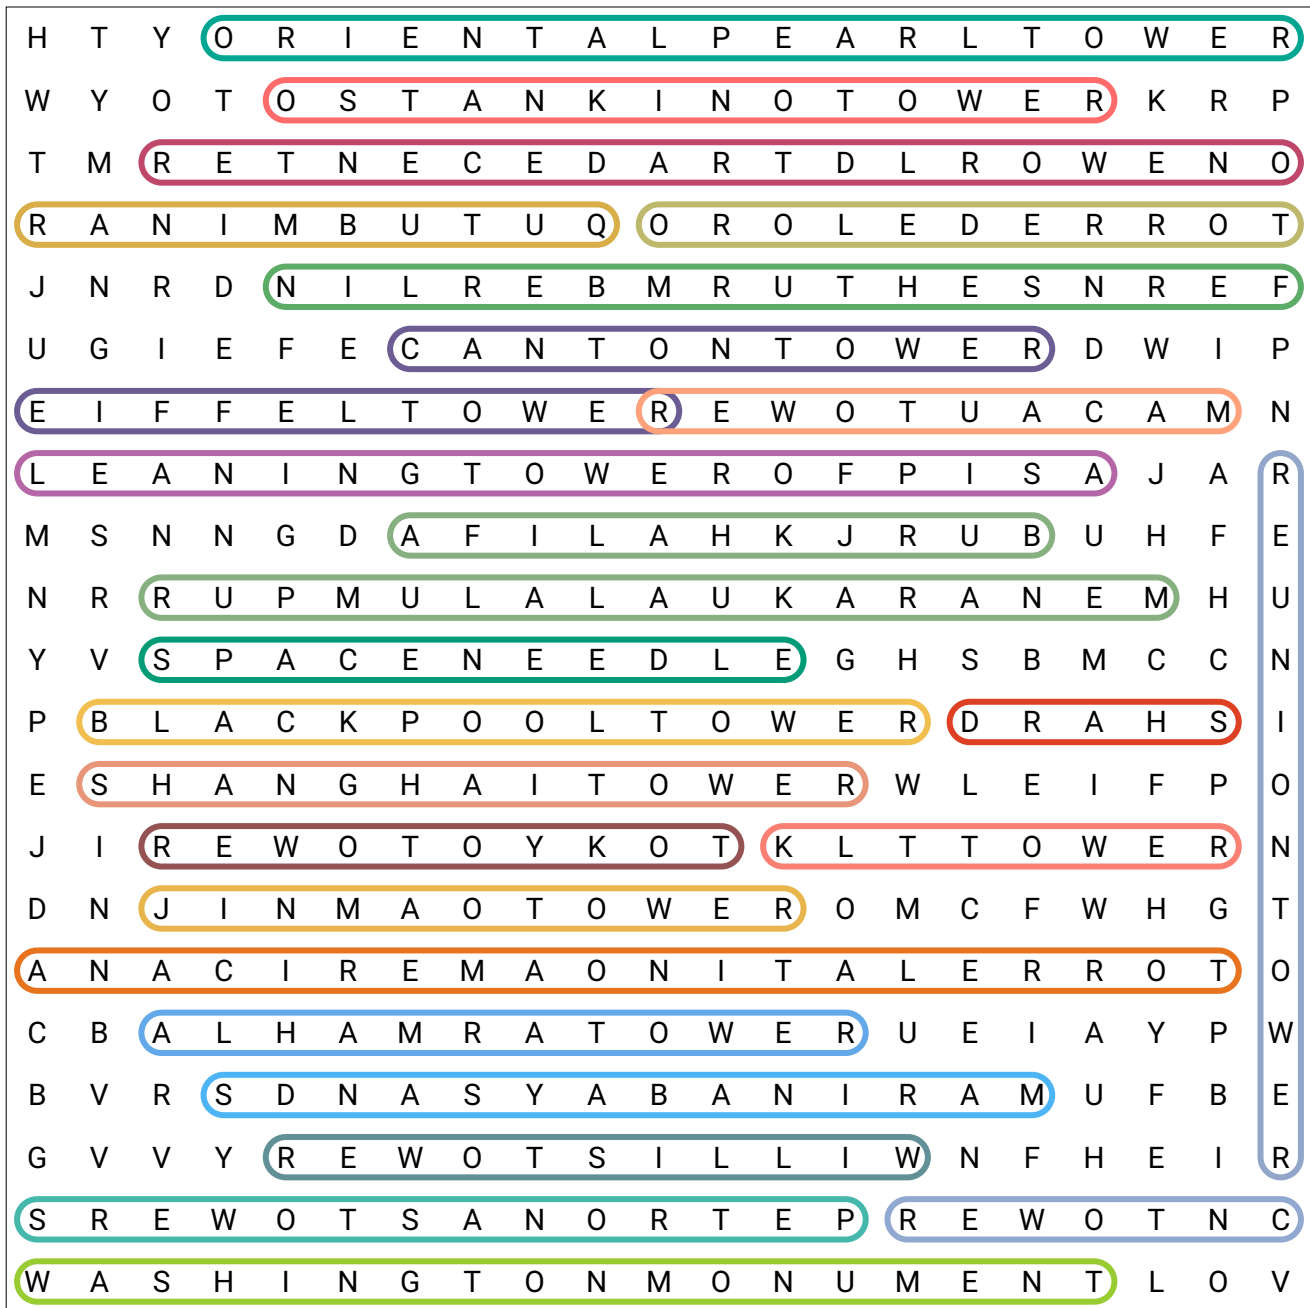 H T Y O R I E N T A L P E A R L T O W E R
W Y O T O S T A N K I N O T O W E R K R P
T M R E T N E C E D A R T D L R O W E N O
R A N I M B U T U Q O R O L E D E R R O T
J N R D N I L R E B M R U T H E S N R E F
U G I E F E C A N T O N T O W E R D W I P
E I F F E L T O W E R E W O T U A C A M N
L E A N I N G T O W E R O F P I S A J A R
M S N N G D A F I L A H K J R U B U H F E
N R R U P M U L A L A U K A R A N E M H U
Y V S P A C E N E E D L E G H S B M C C N
P B L A C K P O O L T O W E R D R A H S I
E S H A N G H A I T O W E R W L E I F P O
J I R E W O T O Y K O T K L T T O W E R N
D N J I N M A O T O W E R O M C F W H G T
A N A C I R E M A O N I T A L E R R O T O
C B A L H A M R A T O W E R U E I A Y P W
B V R S D N A S Y A B A N I R A M U F B E
G V V Y R E W O T S I L L I W N F H E I R
S R E W O T S A N O R T E P R E W O T N C
W A S H I N G T O N M O N U M E N T L O V